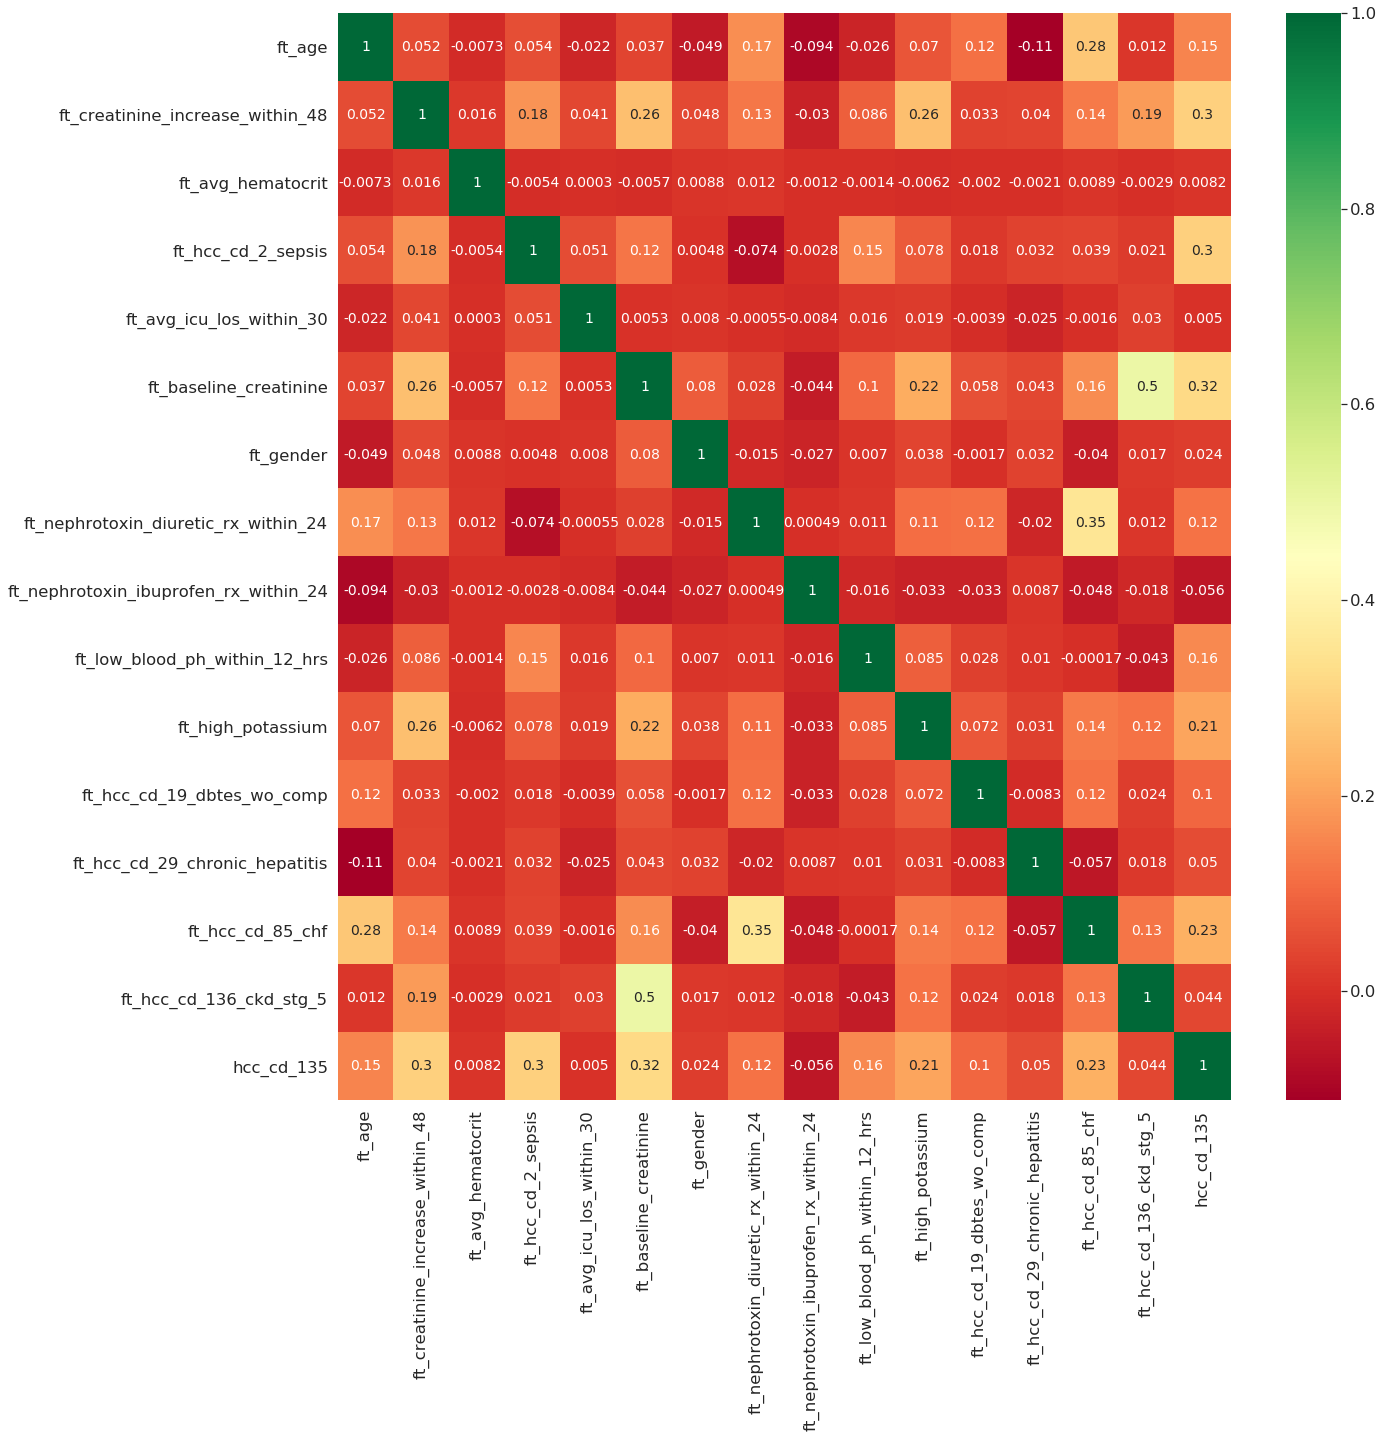 ft_age 1 0.052 -0.0073 0.054 -0.022 0.037 -0.049 0.17 -0.094 -0.026 0.07 0.12 -0.11 0.28 0.012 0.15
ft_creatinine_increase_within_48 0.052 1 0.016 0.18 0.041 0.26 0.048 0.13 -0.03 0.086 0.26 0.033 0.04 0.14 0.19 0.3
ft_avg_hematocrit -0.0073 0.016 1 -0.0054 0.0003 -0.0057 0.0088 0.012 -0.0012 -0.0014 -0.0062 -0.002 -0.0021 0.0089 -0.0029 0.0082
ft_hcc_cd_2_sepsis 0.054 0.18 -0.0054 1 0.051 0.12 0.0048 -0.074 -0.0028 0.15 0.078 0.018 0.032 0.039 0.021 0.3
ft_avg_icu_los_within_30 -0.022 0.041 0.0003 0.051 1 0.0053 0.008 -0.00055 -0.0084 0.016 0.019 -0.0039 -0.025 -0.0016 0.03 0.005
ft_baseline_creatinine 0.037 0.26 -0.0057 0.12 0.0053 1 0.08 0.028 -0.044 0.1 0.22 0.058 0.043 0.16 0.5 0.32
ft_gender -0.049 0.048 0.0088 0.0048 0.008 0.08 1 -0.015 -0.027 0.007 0.038 -0.0017 0.032 -0.04 0.017 0.024
ft_nephrotoxin_diuretic_rx_within_24 0.17 0.13 0.012 -0.074 -0.00055 0.028 -0.015 1 0.00049 0.011 0.11 0.12 -0.02 0.35 0.012 0.12
ft_nephrotoxin_ibuprofen_rx_within_24 -0.094 -0.03 -0.0012 -0.0028 -0.0084 -0.044 -0.027 0.00049 1 -0.016 -0.033 -0.033 0.0087 -0.048 -0.018 -0.056
ft_low_blood_ph_within_12_hrs -0.026 0.086 -0.0014 0.15 0.016 0.1 0.007 0.011 -0.016 1 0.085 0.028 0.01 -0.00017 -0.043 0.16
ft_high_potassium 0.07 0.26 -0.0062 0.078 0.019 0.22 0.038 0.11 -0.033 0.085 1 0.072 0.031 0.14 0.12 0.21
ft_hcc_cd_19_dbtes_wo_comp 0.12 0.033 -0.002 0.018 -0.0039 0.058 -0.0017 0.12 -0.033 0.028 0.072 1 -0.0083 0.12 0.024 0.1
ft_hcc_cd_29_chronic_hepatitis -0.11 0.04 -0.0021 0.032 -0.025 0.043 0.032 -0.02 0.0087 0.01 0.031 -0.0083 1 -0.057 0.018 0.05
ft_hcc_cd_85_chf 0.28 0.14 0.0089 0.039 -0.0016 0.16 -0.04 0.35 -0.048 -0.00017 0.14 0.12 -0.057 1 0.13 0.23
ft_hcc_cd_136_ckd_stg_5 0.012 0.19 -0.0029 0.021 0.03 0.5 0.017 0.012 -0.018 -0.043 0.12 0.024 0.018 0.13 1 0.044
hcc_cd_135 0.15 0.3 0.0082 0.3 0.005 0.32 0.024 0.12 -0.056 0.16 0.21 0.1 0.05 0.23 0.044 1
ft_age
ft_creatinine_increase_within_48
ft_avg_hematocrit
ft_hcc_cd_2_sepsis
ft_avg_icu_los_within_30
ft_baseline_creatinine
ft_gender
ft_nephrotoxin_diuretic_rx_within_24
ft_nephrotoxin_ibuprofen_rx_within_24
ft_low_blood_ph_within_12_hrs
ft_high_potassium
ft_hcc_cd_19_dbtes_wo_comp
ft_hcc_cd_29_chronic_hepatitis
ft_hcc_cd_85_chf
ft_hcc_cd_136_ckd_stg_5
hcc_cd_135
1.0
0.8
0.6
0.4
0.2
0.0